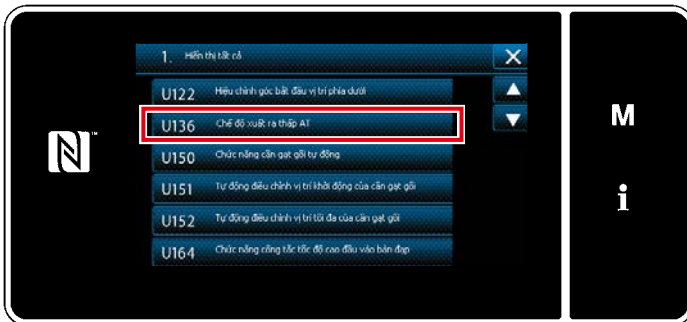 1. Hiển thị tất cả
U122 Hiệu chỉnh góc bắt đầu vị trí phía dưới
U136 Chế độ xuất ra thấp AT
U150 Chức năng cần gạt gối tự động
U151 Tự động điều chỉnh vị trí khởi động của cần gạt gối
U152 Tự động điều chỉnh vị trí tối đa của cần gạt gối
U164 Chức năng công tắc tốc độ cao đầu vào bàn đạp
M
i